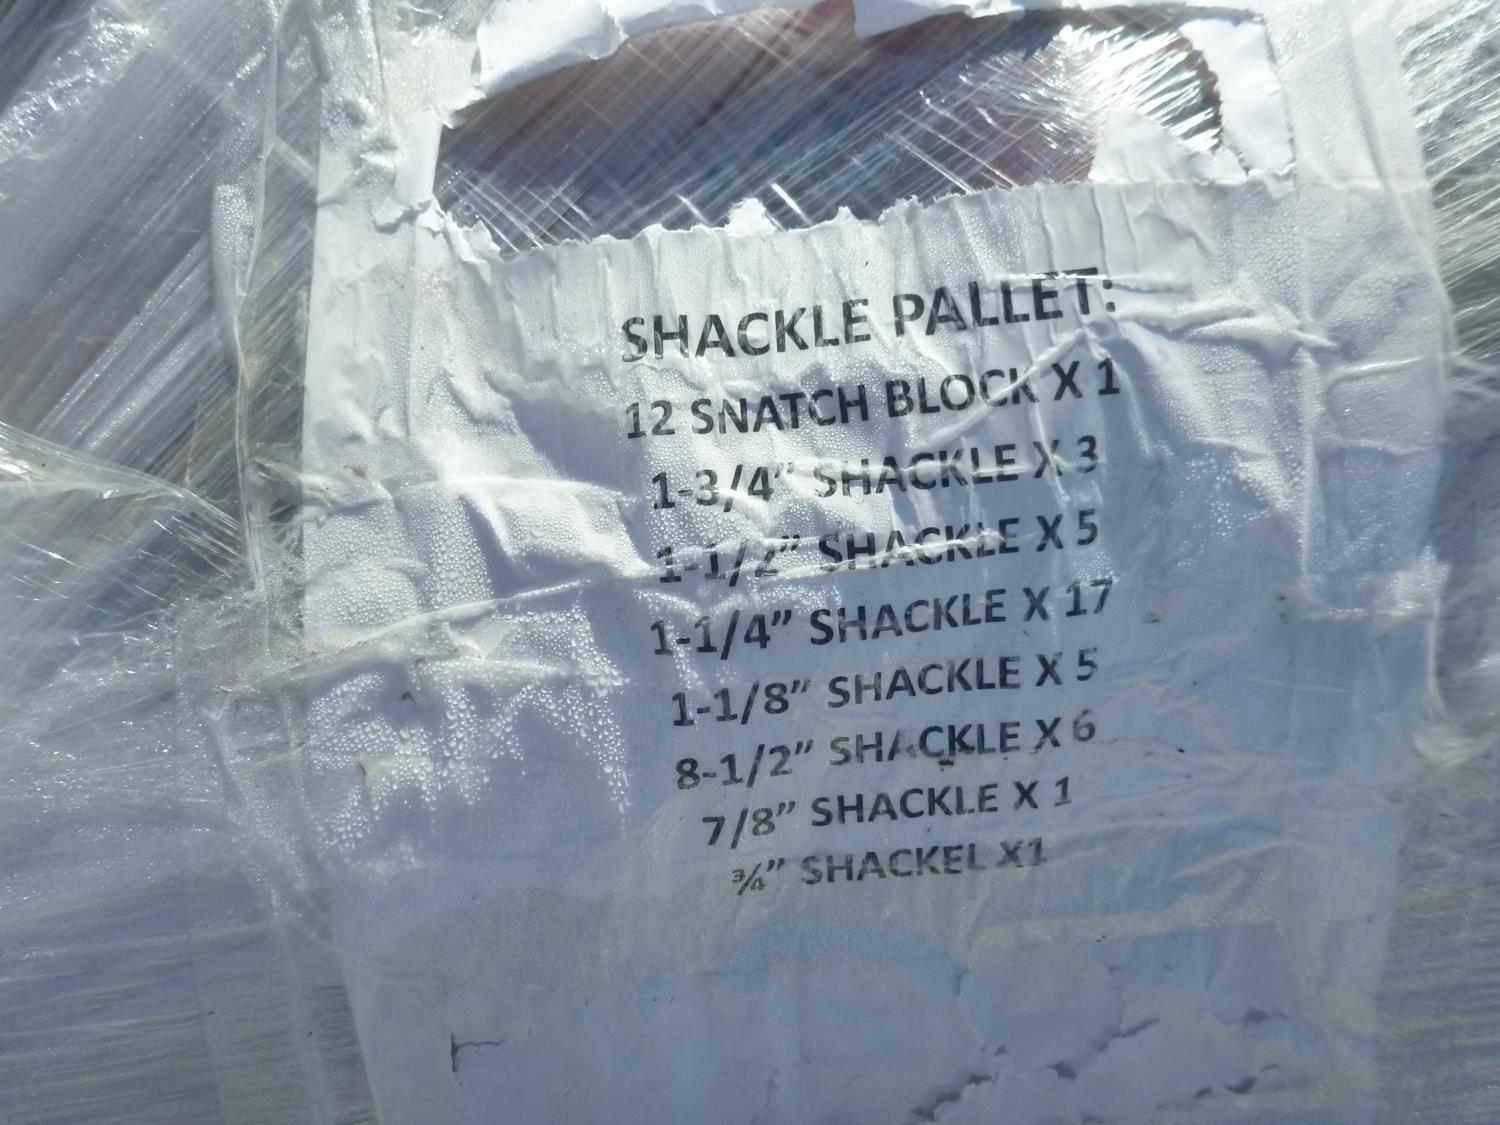 SHACKLE PALLET:
12 SNATCH BLOCK X 1
1-3/4" SHACKLE X 3
1-1/2" SHACKLE X 5
1-1/4" SHACKLE X 17
1-1/8" SHACKLE X 5
8-1/2" SHACKLE X 6
7/8" SHACKLE X 1
¾" SHACKEL X1